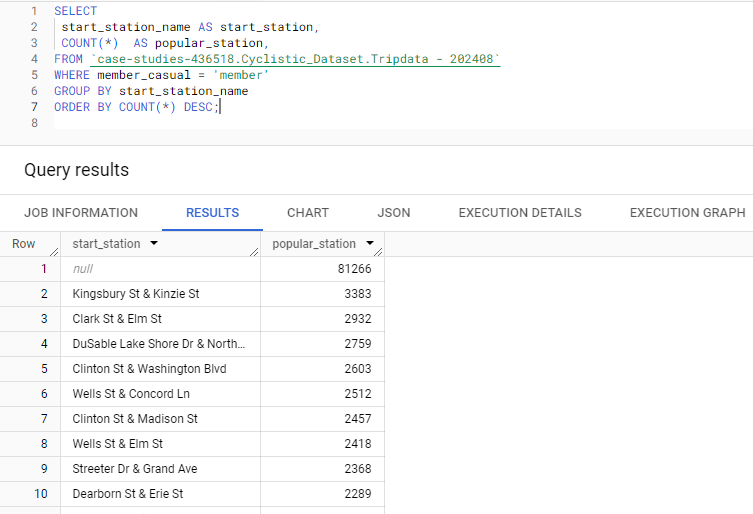 1 SELECT
2 start_station_name AS start_station,
3 COUNT(*) AS popular_station,
4 FROM `case-studies-436518.Cyclistic_Dataset.Tripdata - 202408`
5 WHERE member_casual = 'member'
6 GROUP BY start_station_name
7 ORDER BY COUNT(*) DESC;
8
Query results
JOB INFORMATION RESULTS CHART JSON EXECUTION DETAILS EXECUTION GRAPH
Row start_station popular_station
1 null 81266
2 Kingsbury St & Kinzie St 3383
3 Clark St & Elm St 2932
4 DuSable Lake Shore Dr & North... 2759
5 Clinton St & Washington Blvd 2603
6 Wells St & Concord Ln 2512
7 Clinton St & Madison St 2457
8 Wells St & Elm St 2418
9 Streeter Dr & Grand Ave 2368
10 Dearborn St & Erie St 2289